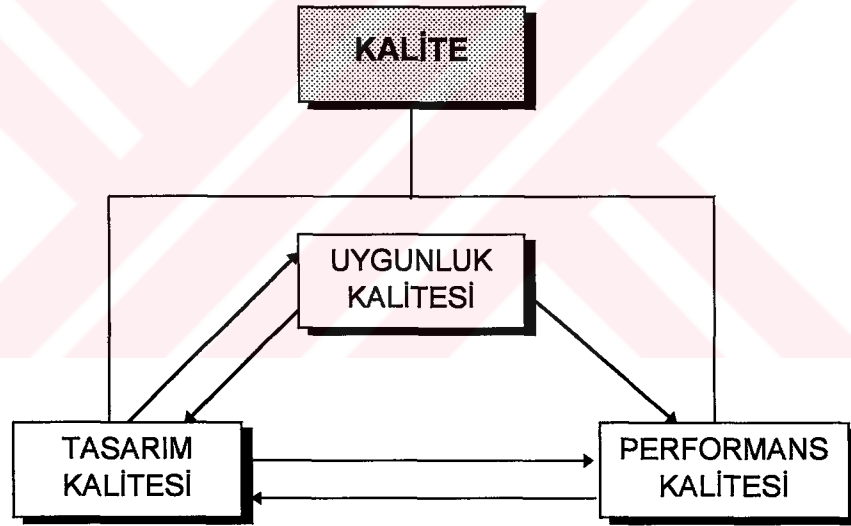 KALİTE
UYGUNLUK
KALİTESİ
TASARIM
KALİTESİ
PERFORMANS
KALİTESİ